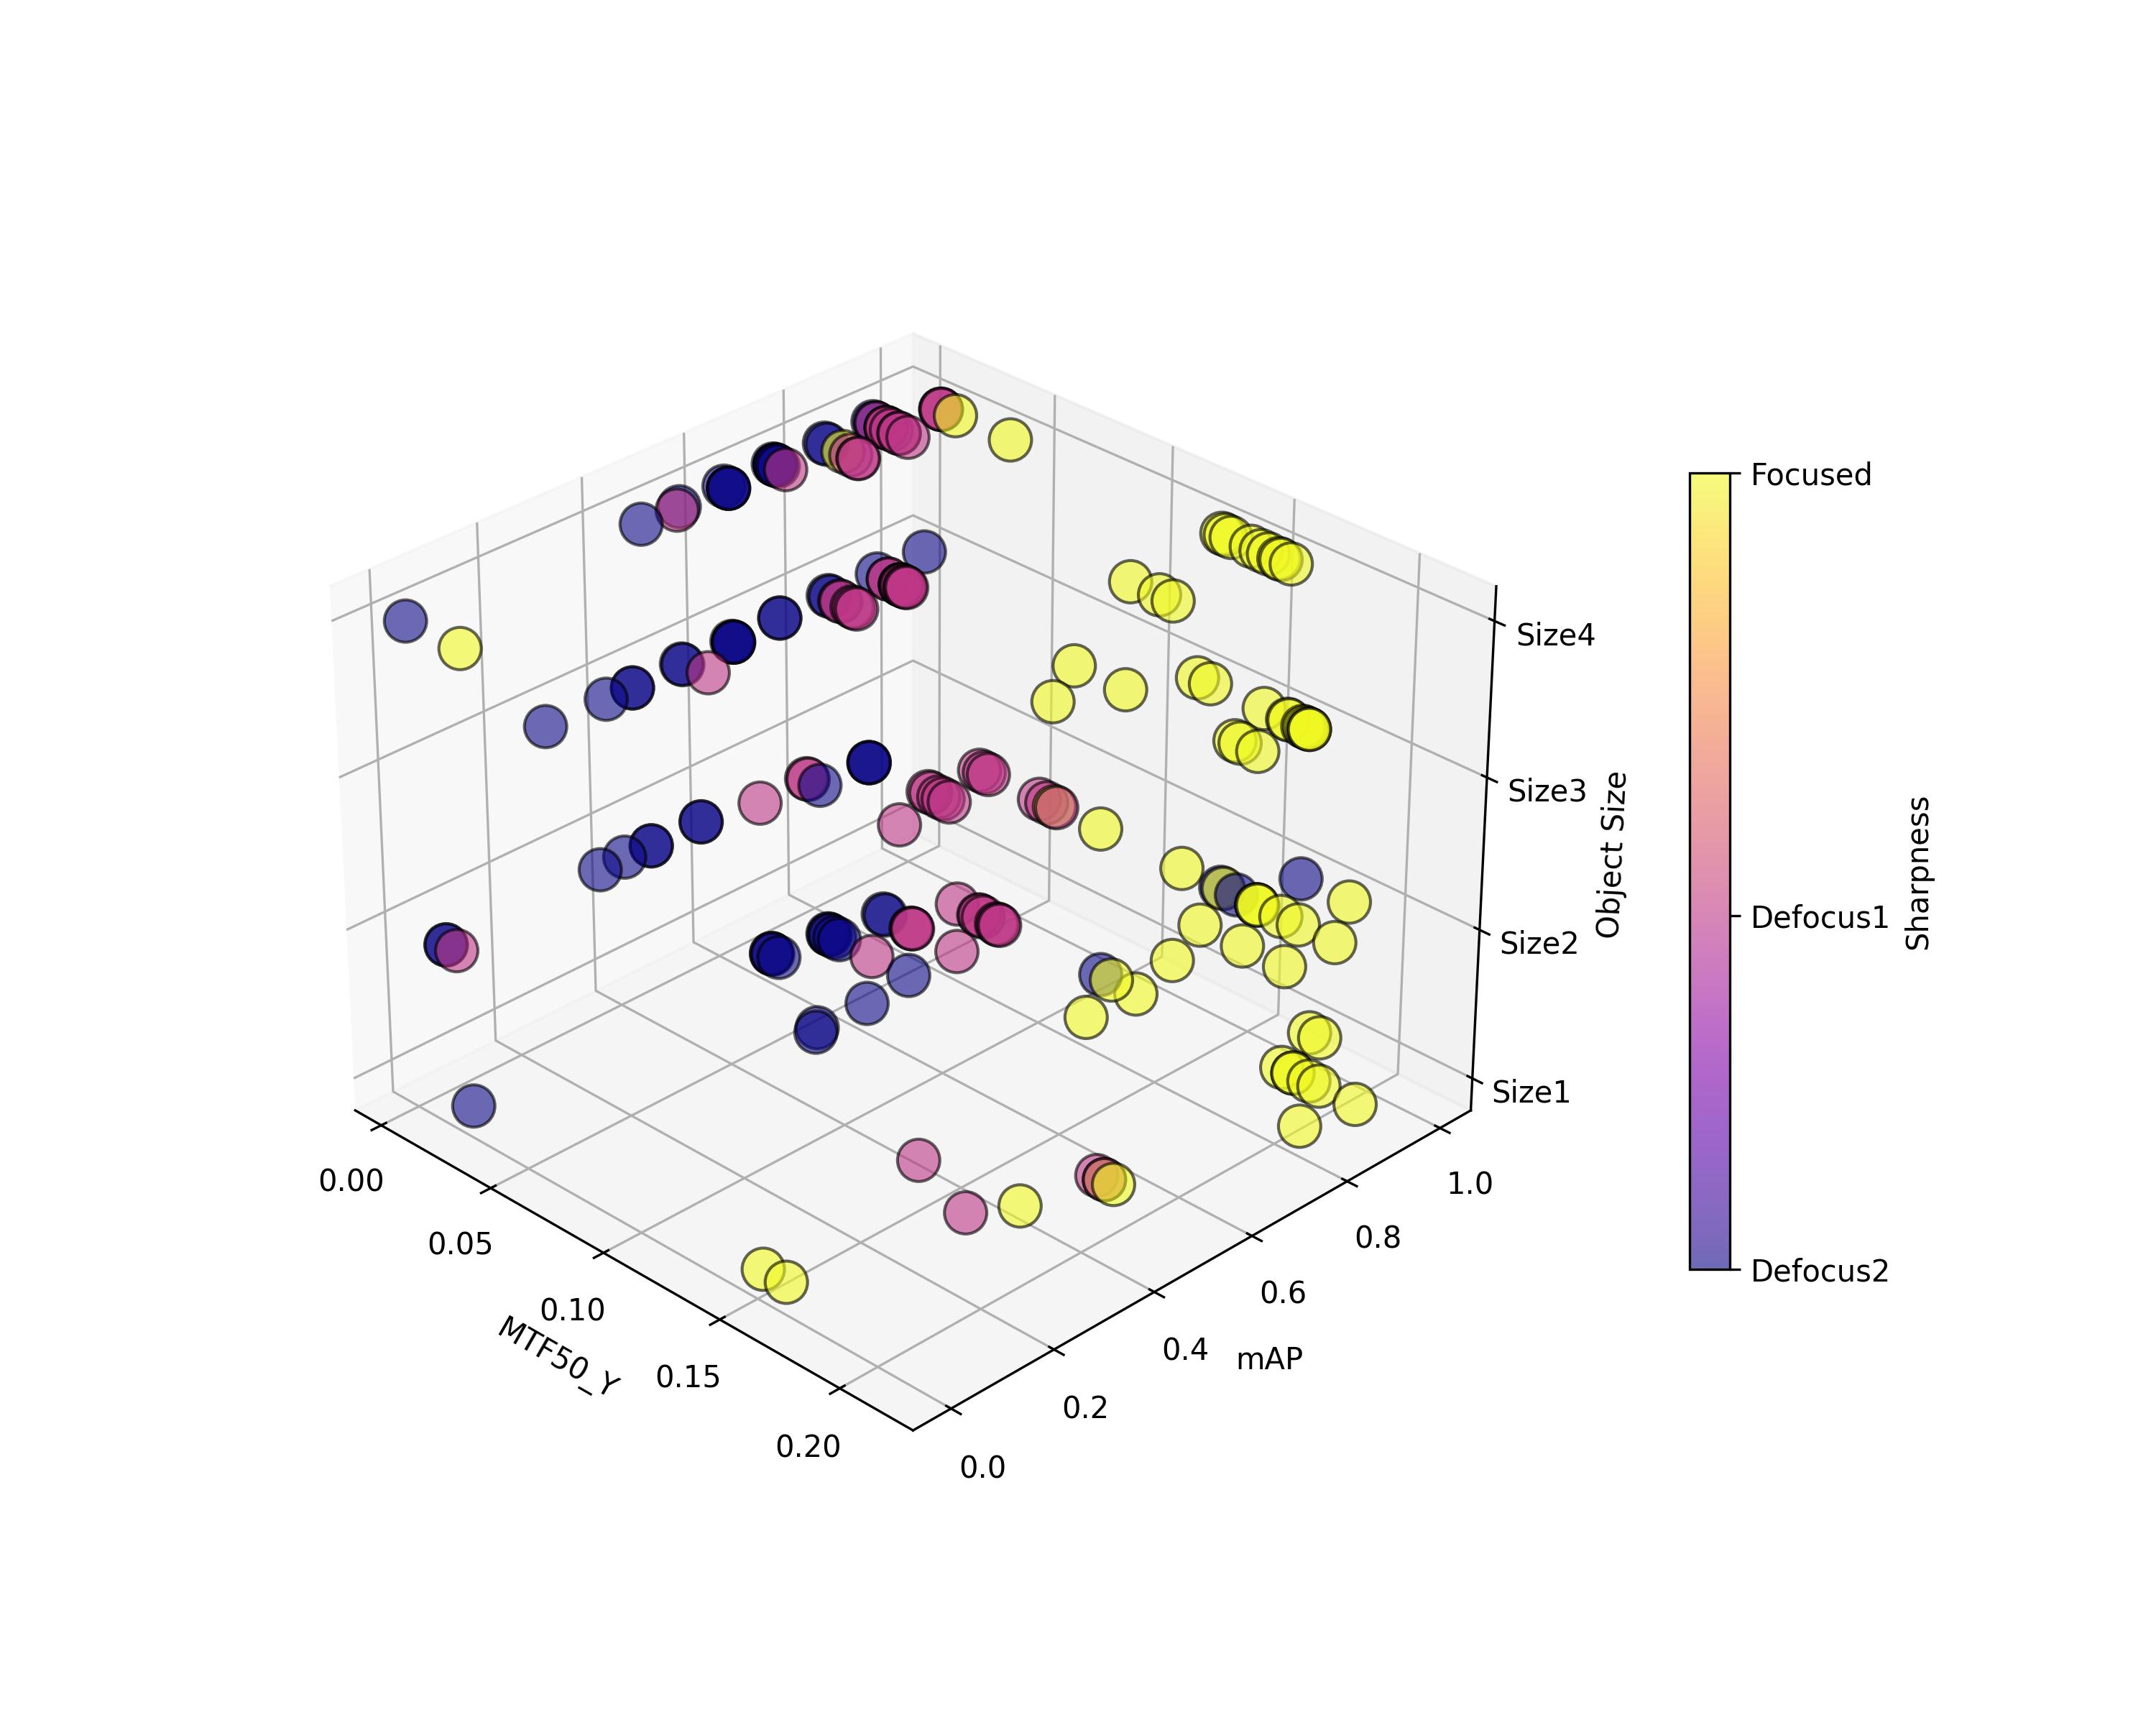 Focused
Defocus1
Defocus2
Sharpness
Size4
Size3
Size2
Size1
Object Size
0.00
0.05
0.10
0.15
0.20
MTF50_Y
0.0
0.2
0.4
0.6
0.8
1.0
mAP